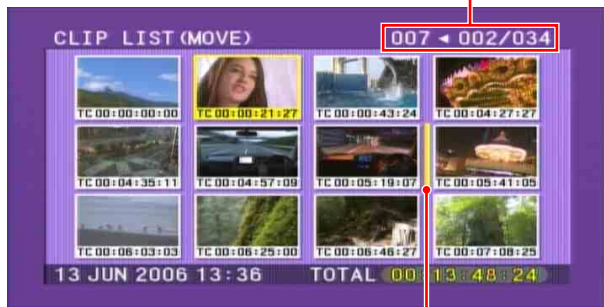 CLIP LIST(MOVE) 007 ◄ 002/034
TC 00:00:00:00 TC 00:00:21:27 TC 00:00:43:24 TC 00:04:27:27
TC 00:04:35:11 TC 00:04:57:09 TC 00:05:19:07 TC 00:05:41:05
TC 00:06:03:03 TC 00:06:25:00 TC 00:06:46:27 TC 00:07:08:25
13 JUN 2006 13:36 TOTAL 00:13:48:24